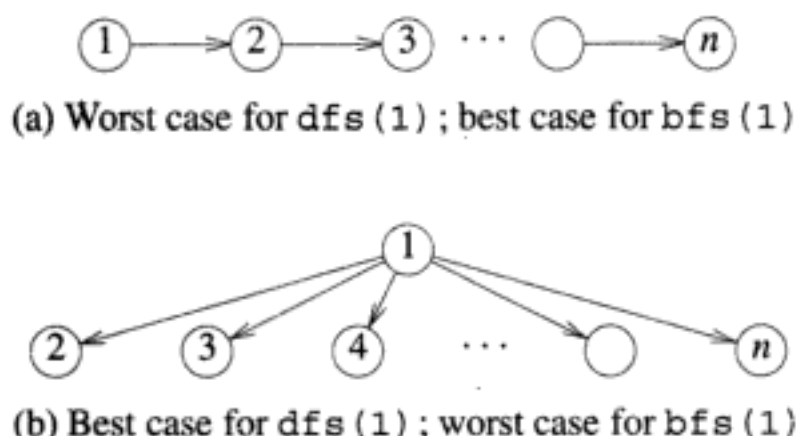 1 2 3 ... n
(a) Worst case for dfs(1); best case for bfs(1)
1
2 3 4 ... n
(b) Best case for dfs(1); worst case for bfs(1)